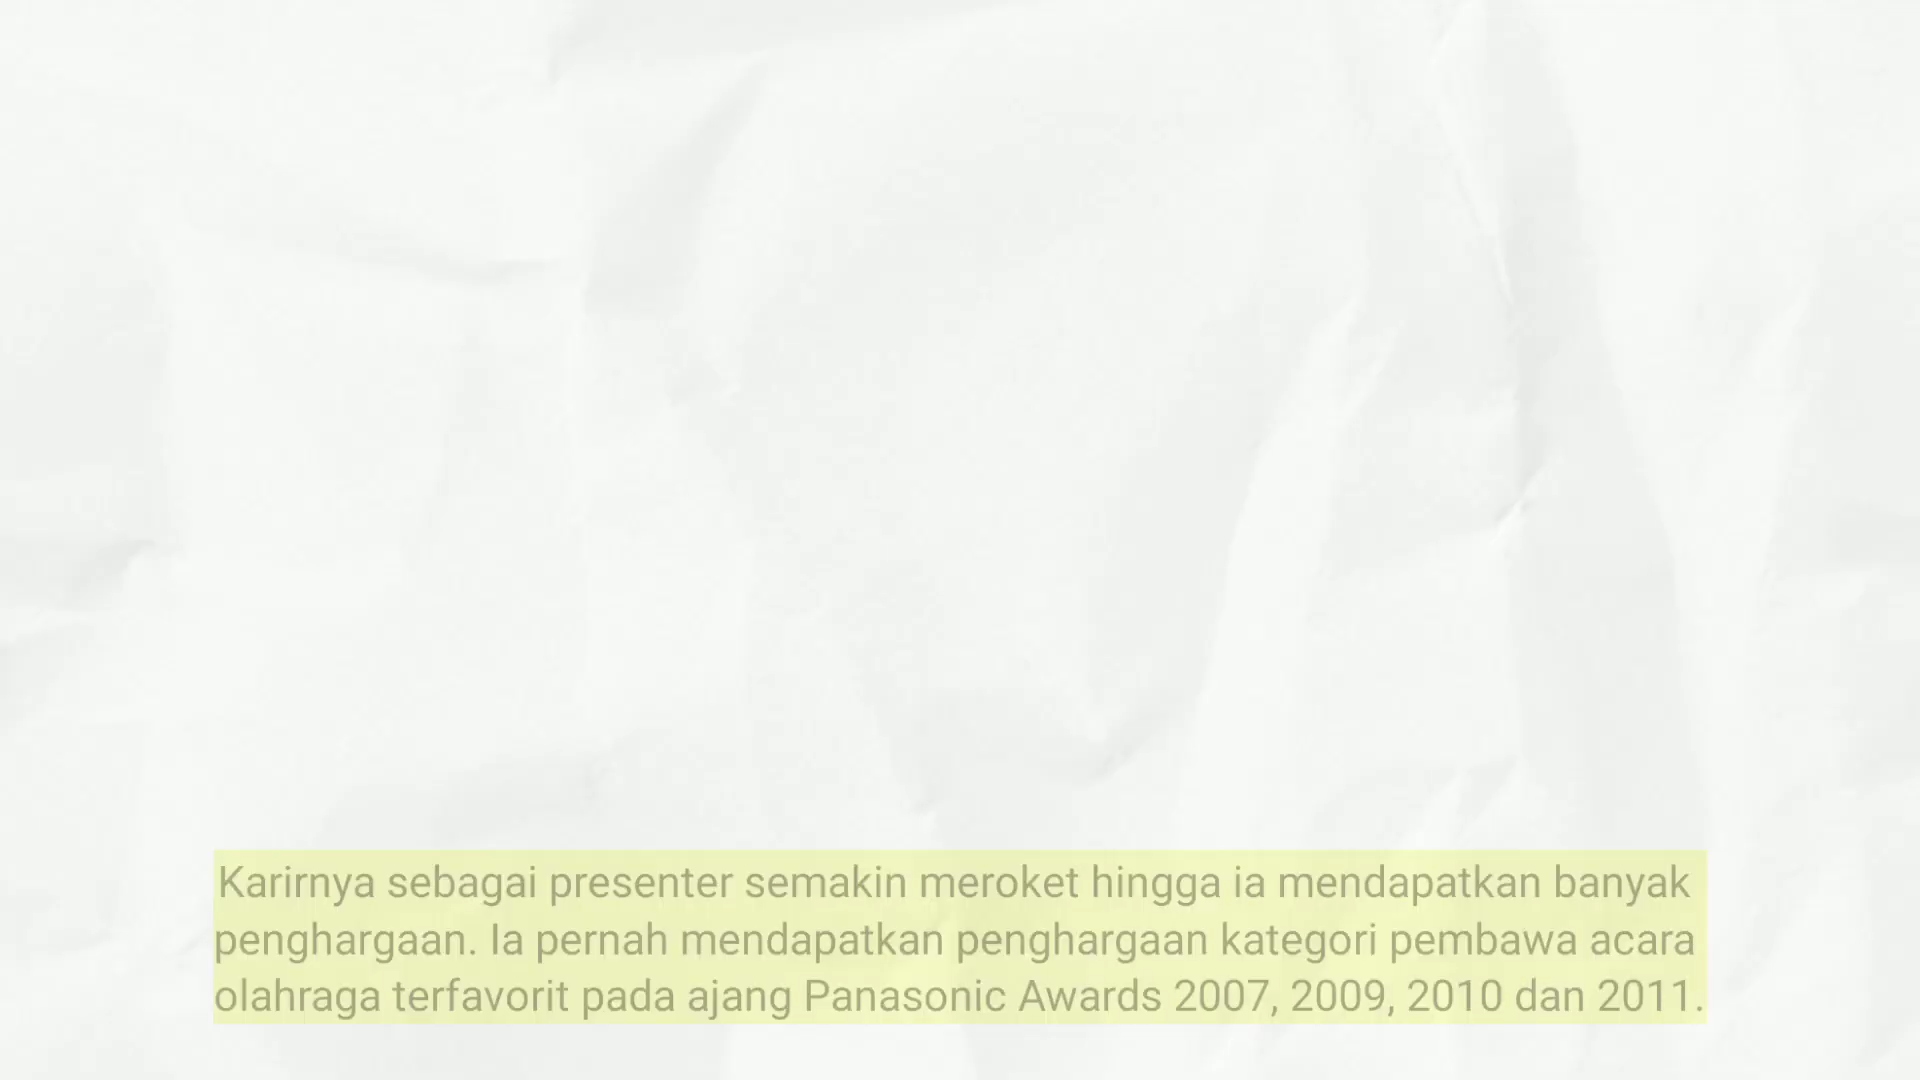 Karirnya sebagai presenter semakin meroket hingga ia mendapatkan banyak
penghargaan. Ia pernah mendapatkan penghargaan kategori pembawa acara
olahraga terfavorit pada ajang Panasonic Awards 2007, 2009, 2010 dan 2011.